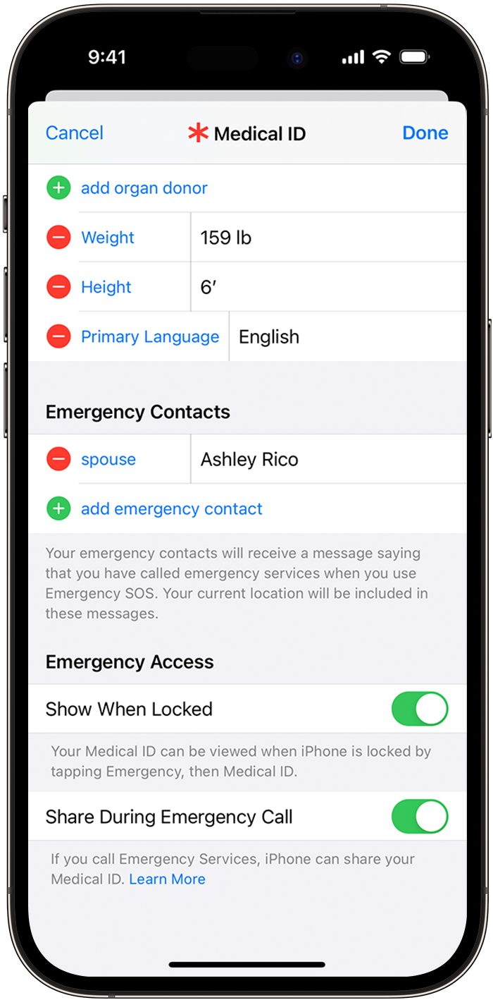 9:41
Cancel
Medical ID
Done
add organ donor
Weight
159 lb
Height
6′
Primary Language
English
Emergency Contacts
spouse
Ashley Rico
add emergency contact
Your emergency contacts will receive a message saying
that you have called emergency services when you use
Emergency SOS. Your current location will be included in
these messages.
Emergency Access
Show When Locked
Your Medical ID can be viewed when iPhone is locked by
tapping Emergency, then Medical ID.
Share During Emergency Call
If you call Emergency Services, iPhone can share your
Medical ID. Learn More